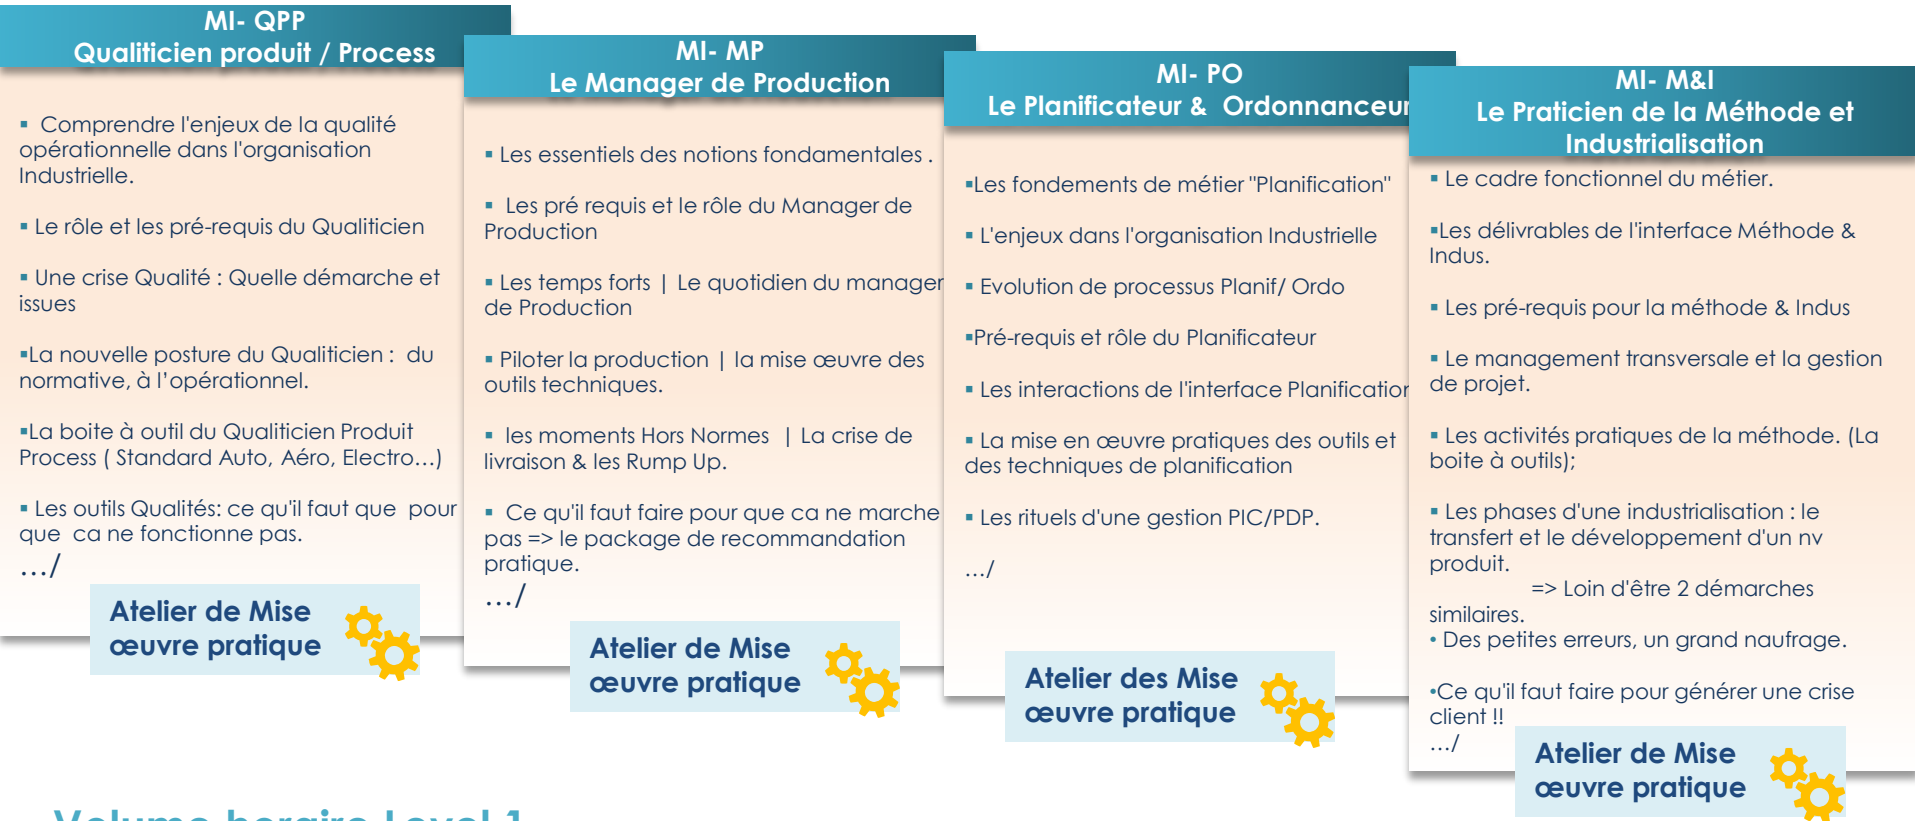 MI- QPP
Qualiticien produit / Process
▪ Comprendre l'enjeux de la qualité
opérationnelle dans l'organisation
Industrielle.
▪ Le rôle et les pré-requis du Qualiticien
▪ Une crise Qualité : Quelle démarche et
issues
▪La nouvelle posture du Qualiticien : du
normative, à l'opérationnel.
▪La boite à outil du Qualiticien Produit
Process ( Standard Auto, Aéro, Electro…)
▪ Les outils Qualités: ce qu'il faut que pour
que ca ne fonctionne pas.
…/
Atelier de Mise
œuvre pratique
MI- MP
Le Manager de Production
▪ Les essentiels des notions fondamentales .
▪ Les pré requis et le rôle du Manager de
Production
▪ Les temps forts | Le quotidien du manager
de Production
▪ Piloter la production | la mise œuvre des
outils techniques.
▪ les moments Hors Normes | La crise de
livraison & les Rump Up.
▪ Ce qu'il faut faire pour que ca ne marche
pas => le package de recommandation
pratique.
…/
Atelier de Mise
œuvre pratique
MI- PO
Le Planificateur & Ordonnanceur
▪Les fondements de métier "Planification"
▪ L'enjeux dans l'organisation Industrielle
▪ Evolution de processus Planif/ Ordo
▪Pré-requis et rôle du Planificateur
▪ Les interactions de l'interface Planification
▪ La mise en œuvre pratiques des outils et
des techniques de planification
▪ Les rituels d'une gestion PIC/PDP.
…/
Atelier des Mise
œuvre pratique
MI- M&I
Le Praticien de la Méthode et
Industrialisation
▪ Le cadre fonctionnel du métier.
▪Les délivrables de l'interface Méthode &
Indus.
▪ Les pré-requis pour la méthode & Indus
▪ Le management transversale et la gestion
de projet.
▪ Les activités pratiques de la méthode. (La
boite à outils);
▪ Les phases d'une industrialisation : le
transfert et le développement d'un nv
produit.
=> Loin d'être 2 démarches
similaires.
• Des petites erreurs, un grand naufrage.
•Ce qu'il faut faire pour générer une crise
client !!
…/
Atelier de Mise
œuvre pratique
Volume horaire Level 1